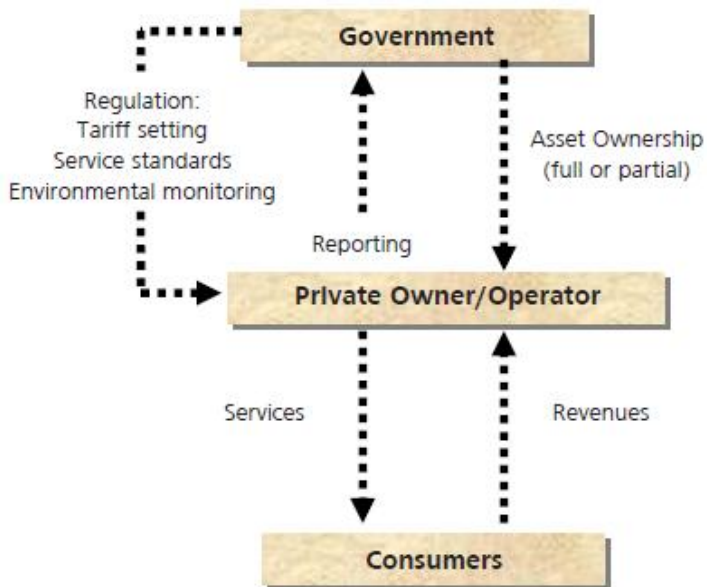 Government
Regulation:
Tariff setting
Service standards
Environmental monitoring
Asset Ownership
(full or partial)
Reporting
Private Owner/Operator
Services
Revenues
Consumers